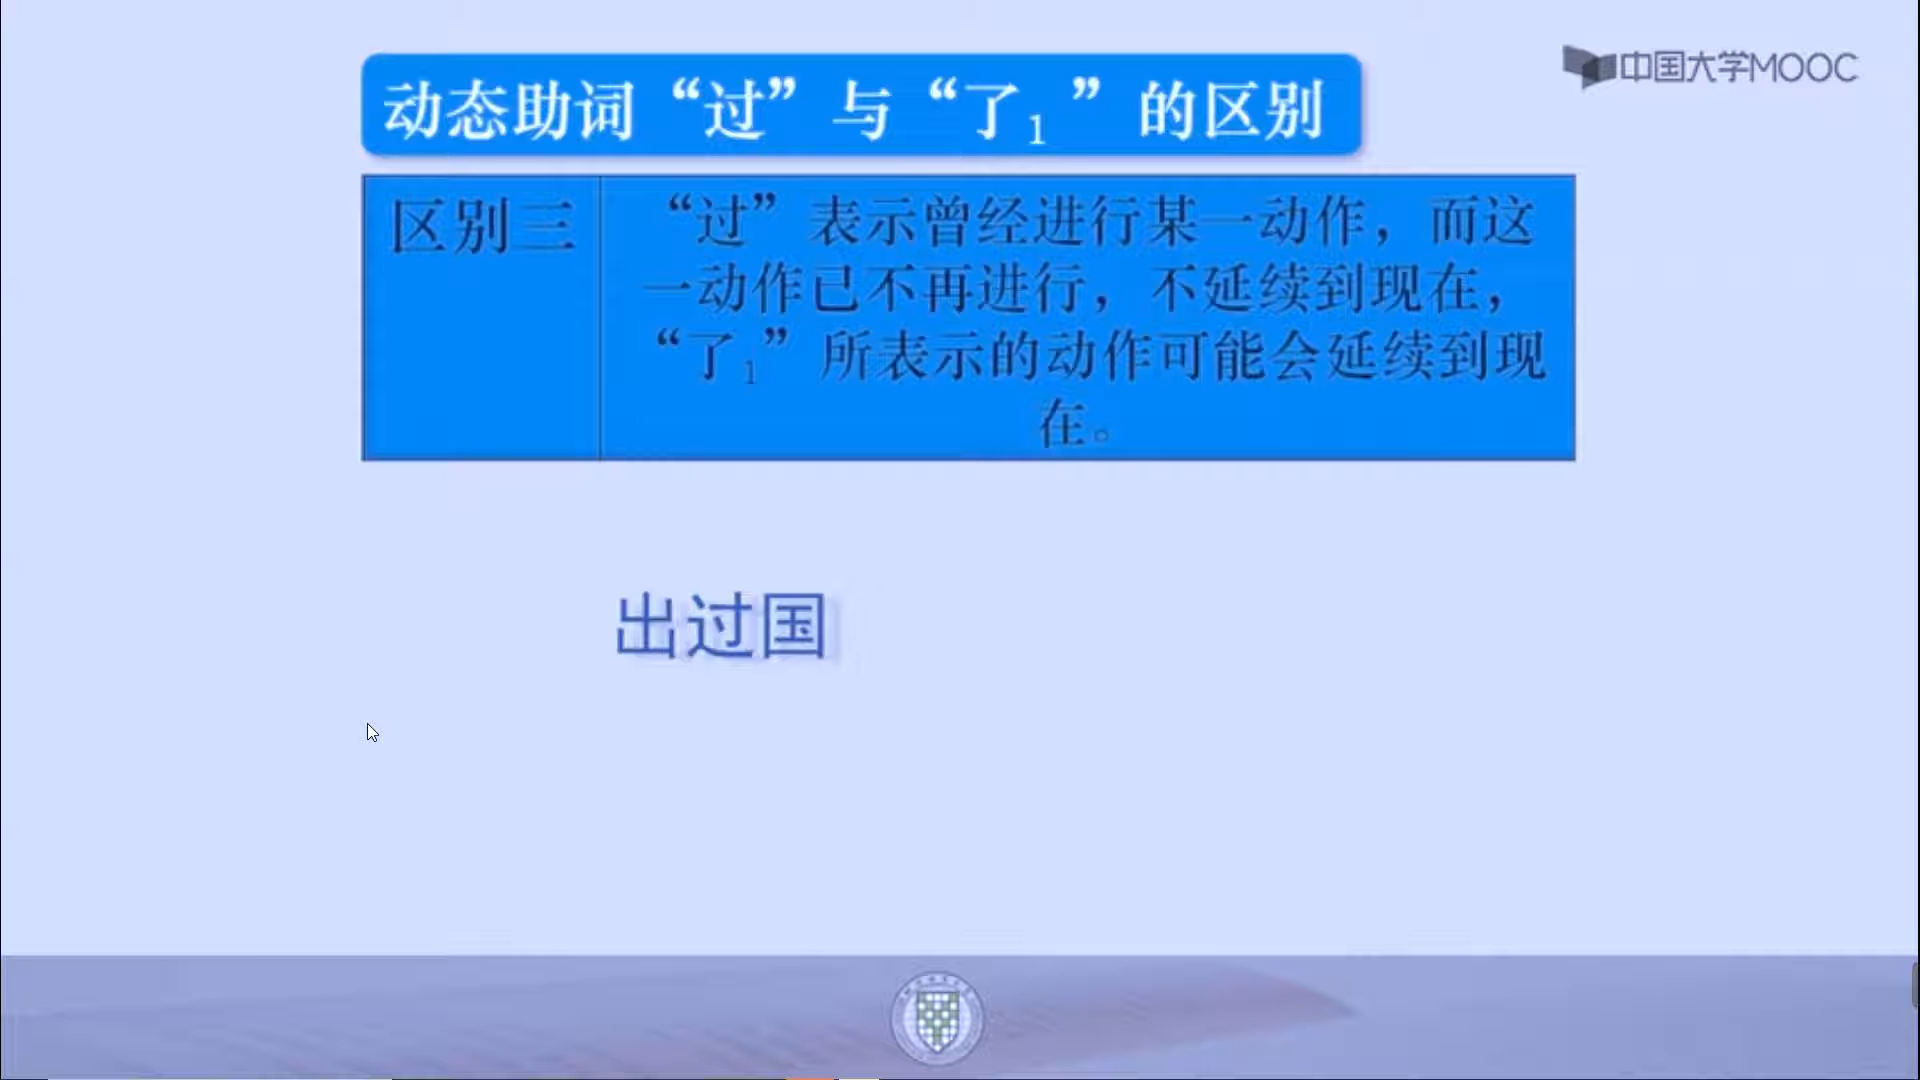 中国大学MOOC
动态助词“过”与“了1”的区别
区别三
“过”表示曾经进行某一动作，而这
一动作已不再进行，不延续到现在，
“了1”所表示的动作可能会延续到现
在。
出过国